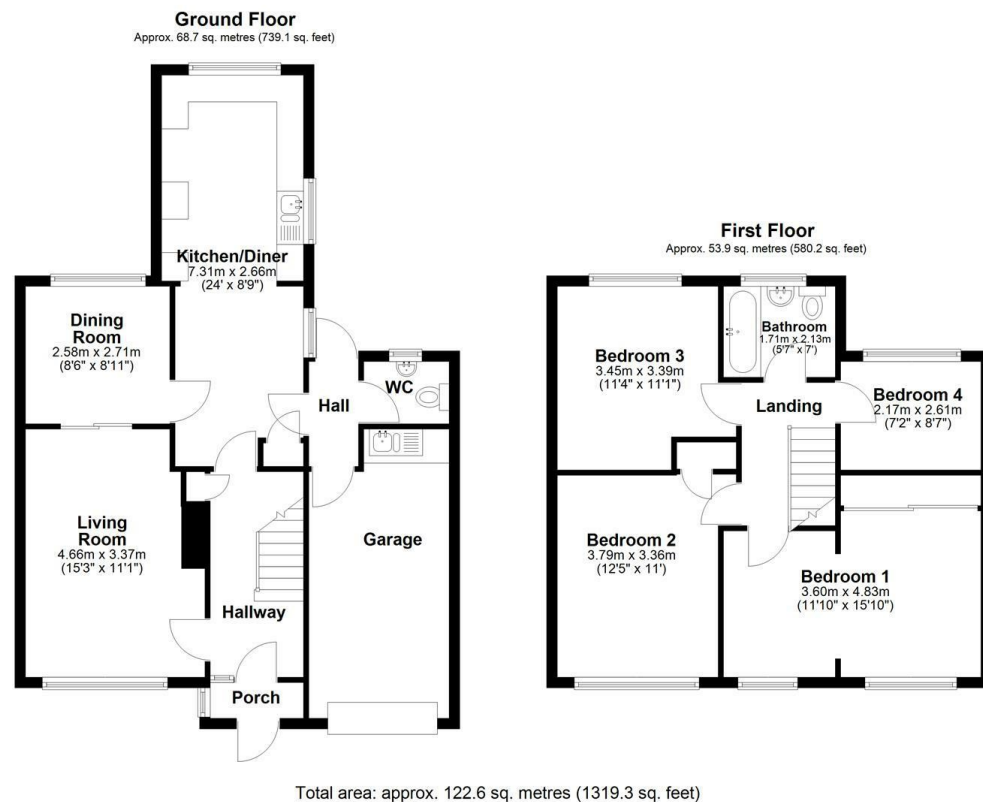 Ground Floor
Approx. 68.7 sq. metres (739.1 sq. feet)
Kitchen/Diner
7.31m x 2.66m
(24' x 8'9")
Dining
Room
2.58m x 2.71m
(8'6" x 8'11")
WC
Hall
Living
Room
4.66m x 3.37m
(15'3" x 11'1")
Garage
Hallway
Porch
First Floor
Approx. 53.9 sq. metres (580.2 sq. feet)
Bathroom
1.71m x 2.13m
(5'7" x 7')
Bedroom 3
3.45m x 3.39m
(11'4" x 11'1")
Landing
Bedroom 4
2.17m x 2.61m
(7'2" x 8'7")
Bedroom 2
3.79m x 3.36m
(12'5" x 11')
Bedroom 1
3.60m x 4.83m
(11'10" x 15'10")
Total area: approx. 122.6 sq. metres (1319.3 sq. feet)